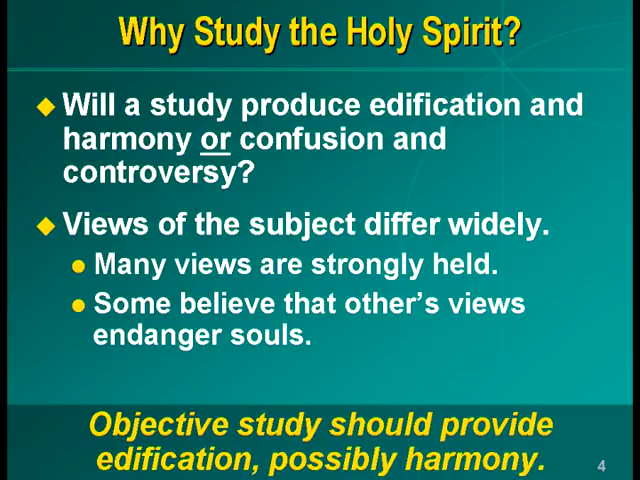 Why Study the Holy Spirit?
Will a study produce edification and
harmony or confusion and
controversy?
Views of the subject differ widely.
Many views are strongly held.
Some believe that other's views
endanger souls.
Objective study should provide
edification, possibly harmony.
4